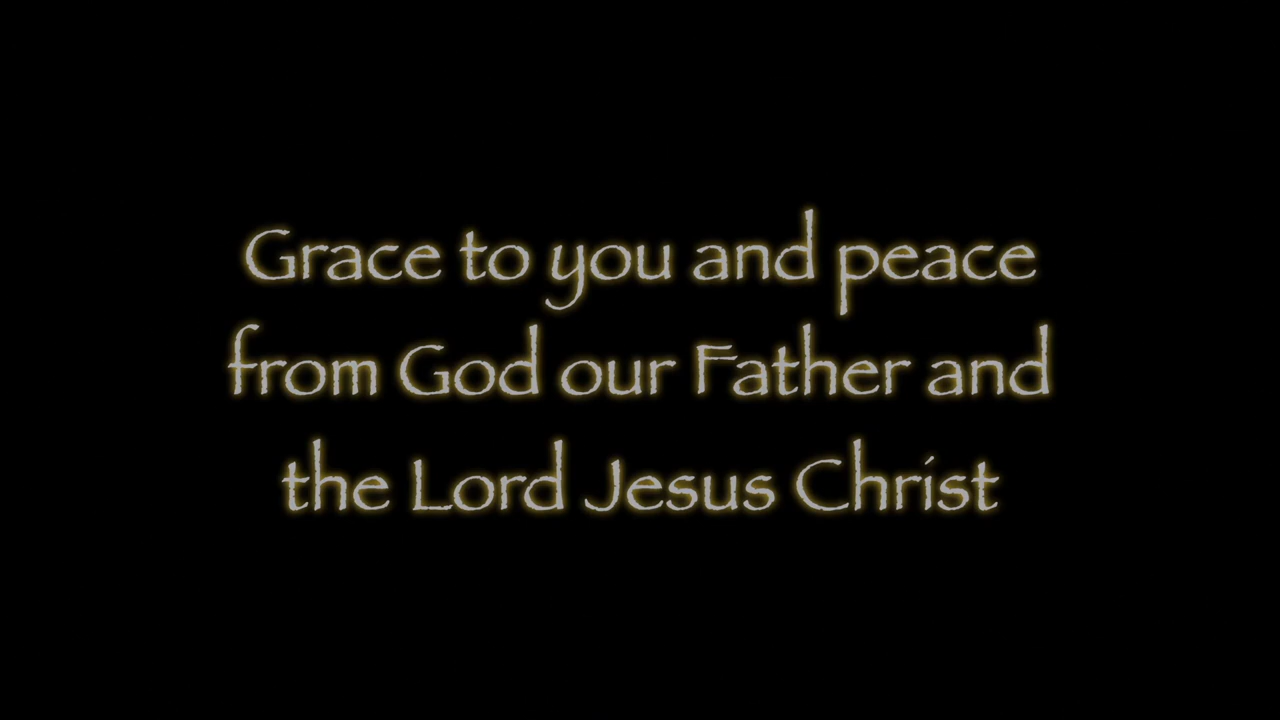 Grace to you and peace
from God our Father and
the Lord Jesus Christ